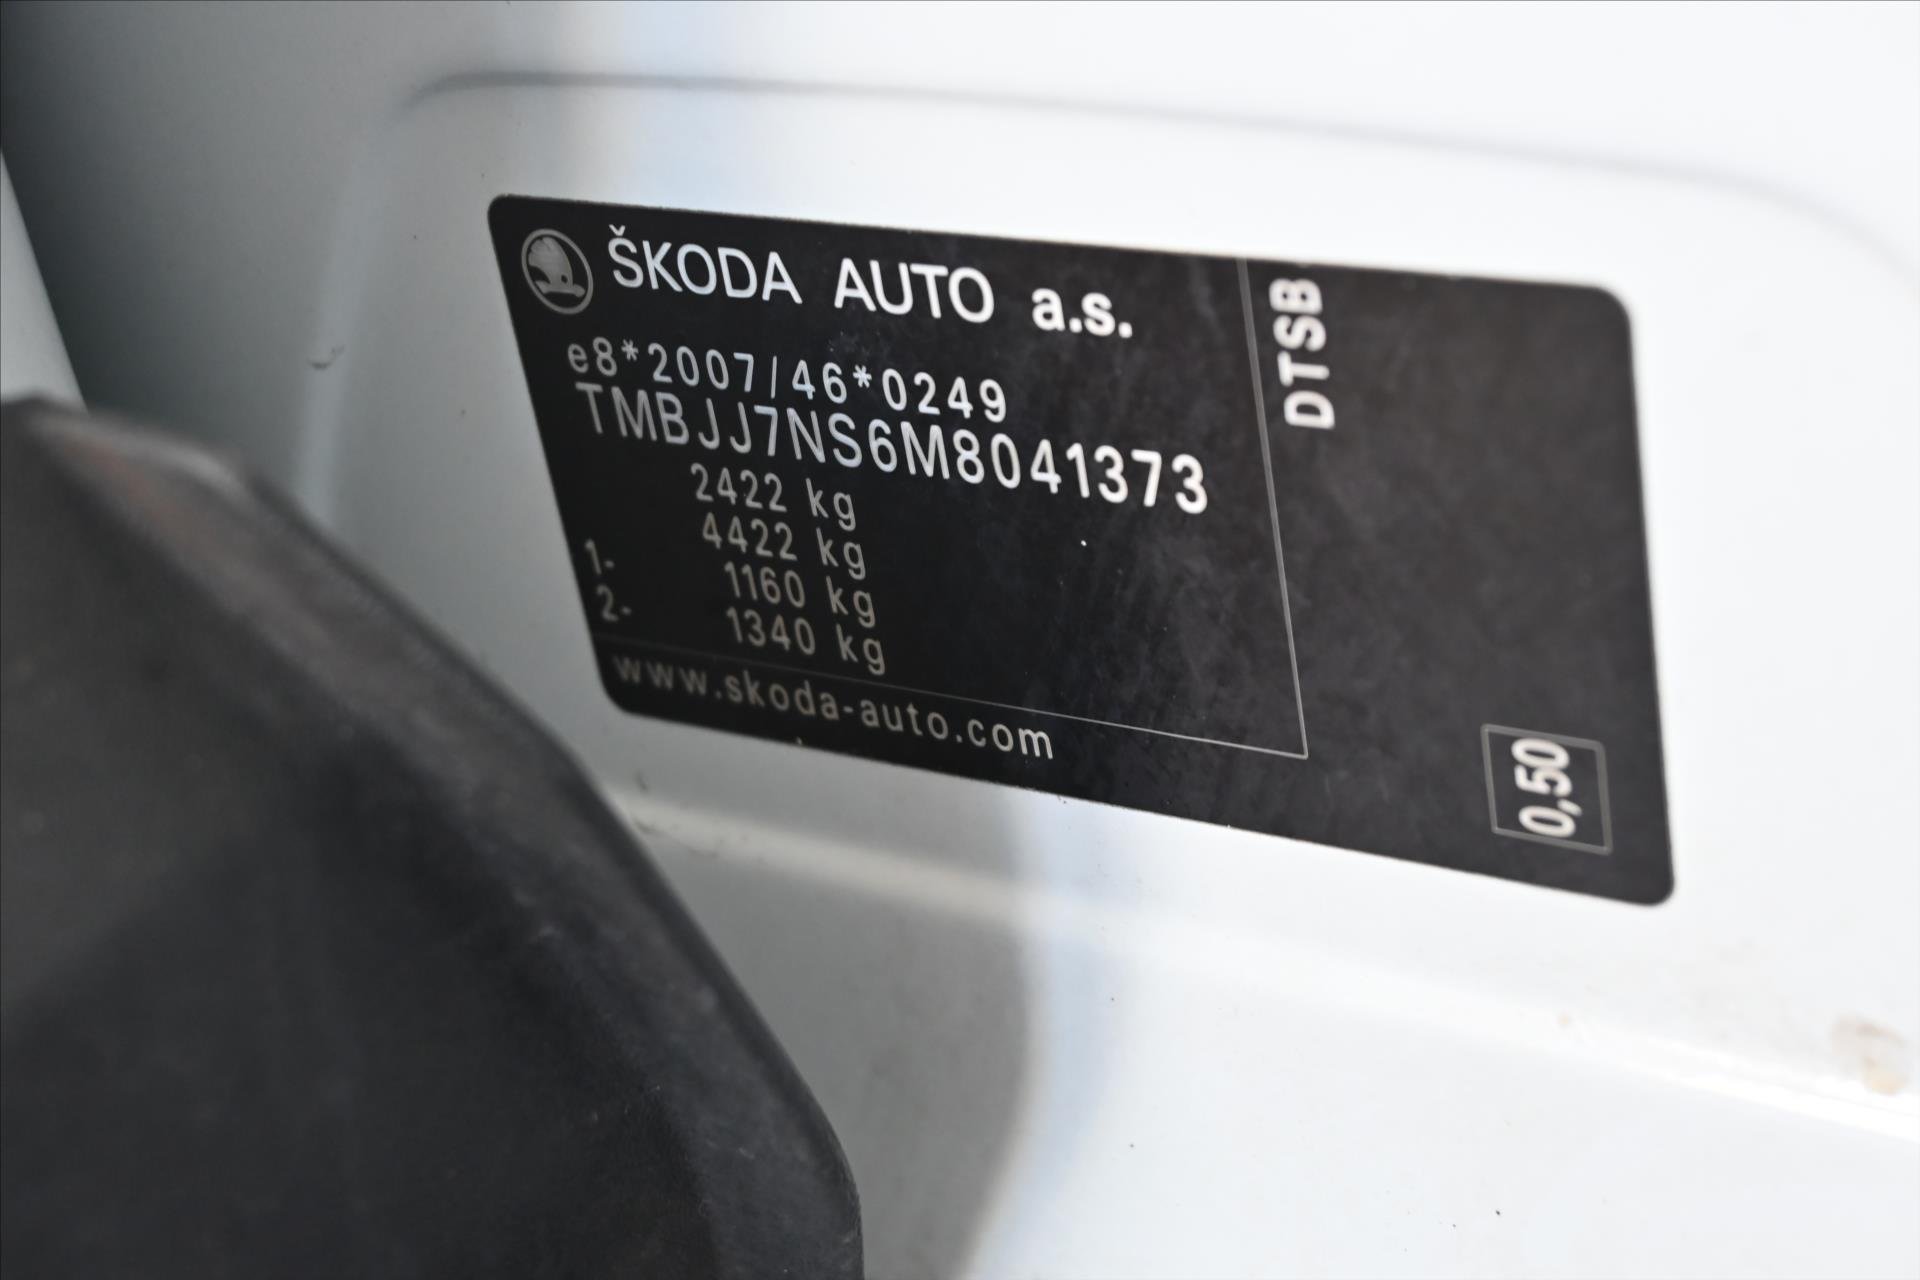 ŠKODA AUTO a.s.
e8*2007/46*0249
TMBJJ7NS6M8041373
2422 kg
4422 kg
1- 1160 kg
2- 1340 kg
www.skoda-auto.com
DTSB
0,50